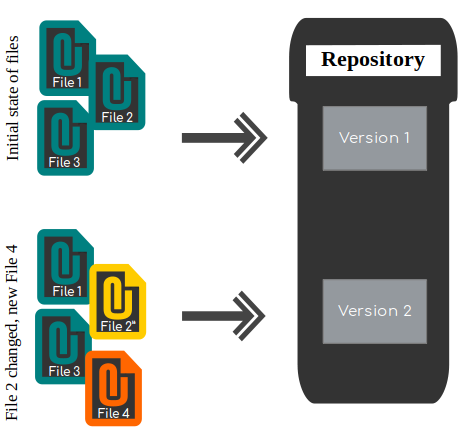 Initial state of files
File 1
File 2
File 3
Repository
Version 1
File 2 changed, new File 4
File 1
File 2*
File 3
File 4
Version 2